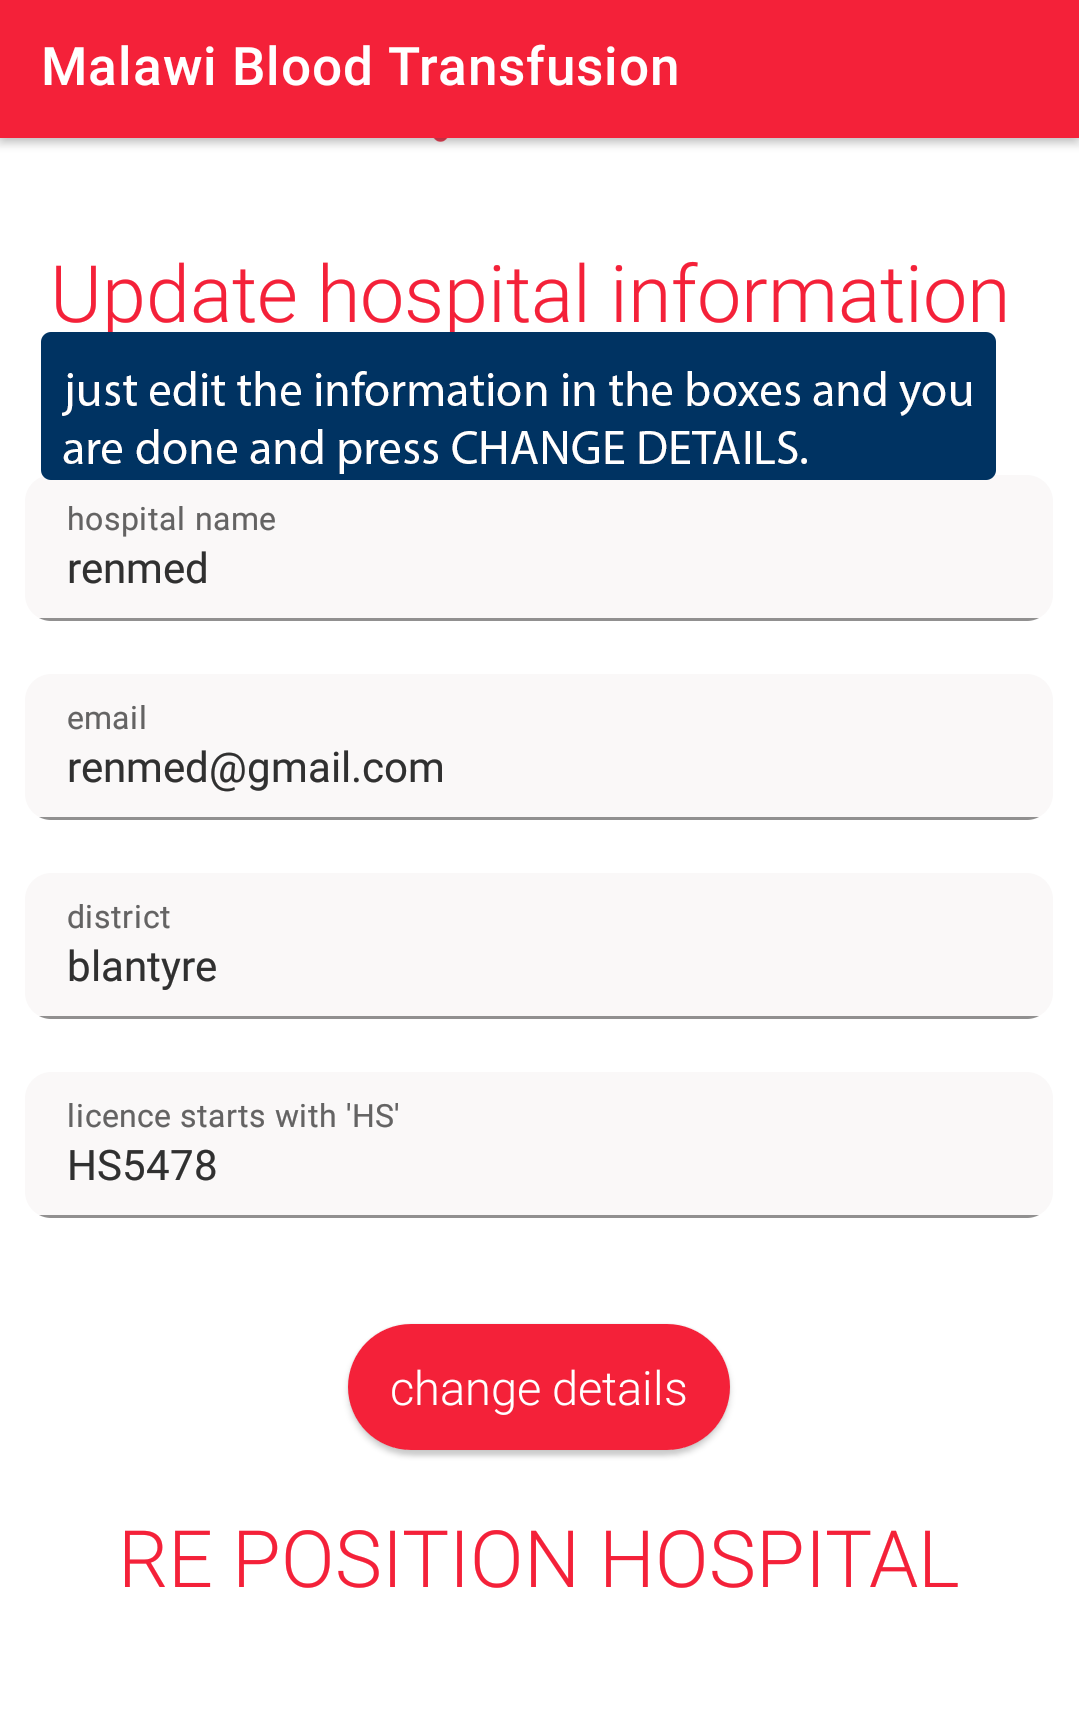 Malawi Blood Transfusion
Update hospital information
just edit the information in the boxes and you
are done and press CHANGE DETAILS.
hospital name
renmed
email
renmed@gmail.com
district
blantyre
licence starts with 'HS'
HS5478
change details
RE POSITION HOSPITAL